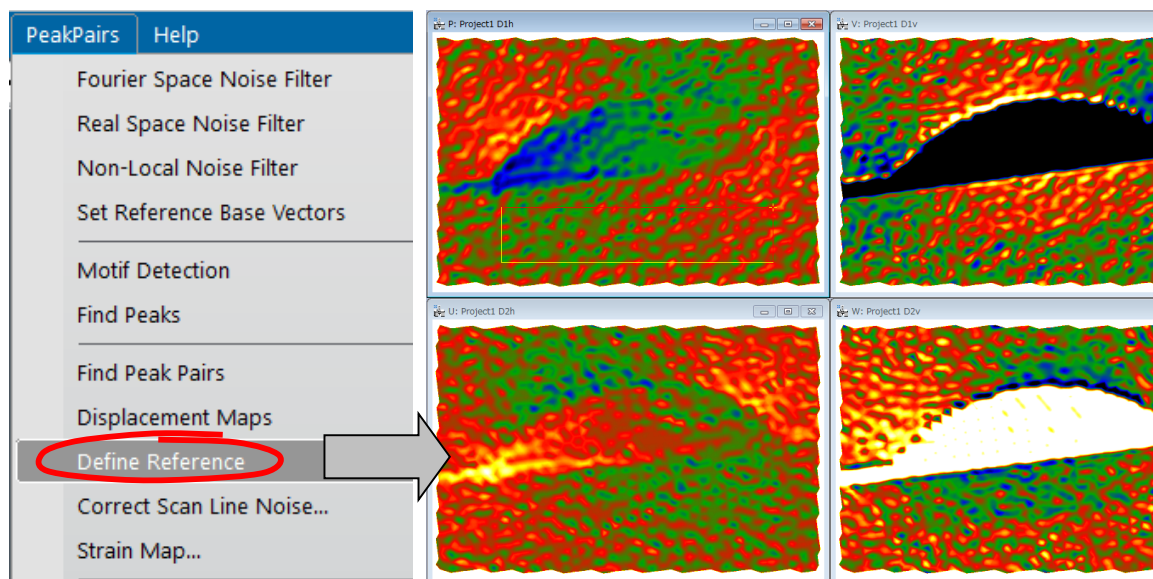 PeakPairs Help
Fourier Space Noise Filter
Real Space Noise Filter
Non-Local Noise Filter
Set Reference Base Vectors
Motif Detection
Find Peaks
Find Peak Pairs
Displacement Maps
Define Reference
Correct Scan Line Noise...
Strain Map...
P: Project1 D1h
V: Project1 D1v
U: Project1 D2h
W: Project1 D2v